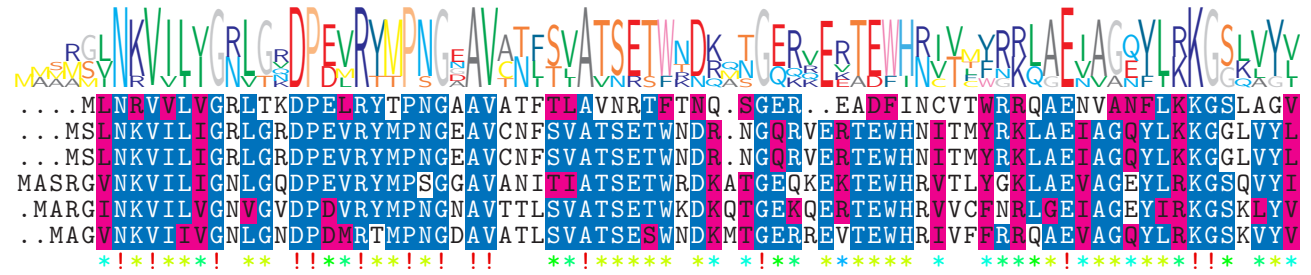 ....MLNRVVLVGRLTKDPELRYTPNGAAVATFTLAVNRTFTNQ.SGER..EADFINCVTWRRQAENVANFLKKGSLAGV
...MSLNKVILIGRLGRDPEVRYMPNGEAVCNFSVATSETWNDR.NGQRVERTEWHNITMYRKLAEIAGQYLKKGGLVYL
...MSLNKVILIGRLGRDPEVRYMPNGEAVCNFSVATSETWNDR.NGQRVERTEWHNITMYRKLAEIAGQYLKKGGLVYL
MASRGVNKVILIGNLGQDPEVRYMPSGGAVANITIATSETWRDKATGEQKEKTEWHRVTLYGKLAEVAGEYLRKGSQVYI
.MARGINKVILVGNVGVDPDVRYMPNGNAVTTLSVATSETWKDKQTGEKQERTEWHRVVCFNRLGEIAGEYIRKGSKLYV
..MAGVNKVIIVGNLGNDPDMRTMPNGDAVATLSVATSESWNDKMTGERREVTEWHRIVFFRRQAEVAGQYLRKGSKVYV
*!*!***! ** !!**!*!*! !! **!***** ** *!** ******* * ****!****!!* ***